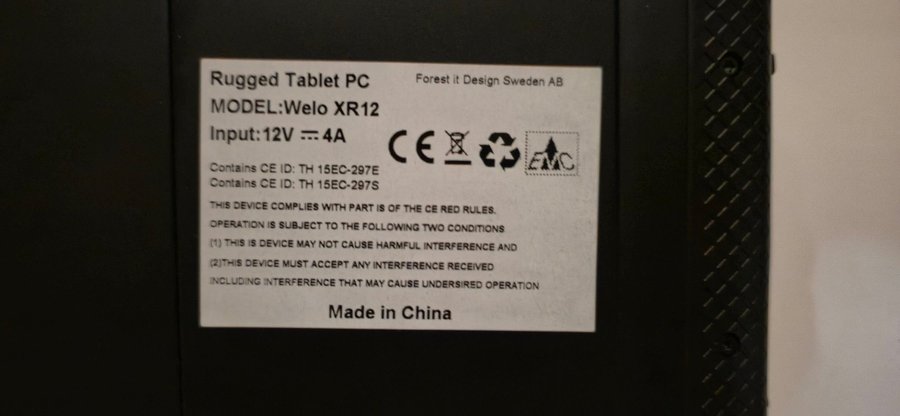 Rugged Tablet PC
Forest it Design Sweden AB
MODEL:Welo XR12
Input:12V ⎓ 4A
CE
EMC
Contains CE ID: TH 15EC-297E
Contains CE ID: TH 15EC-297S
THIS DEVICE COMPLIES WITH PART IS OF THE CE RED RULES.
OPERATION IS SUBJECT TO THE FOLLOWING TWO CONDITIONS
(1) THIS IS DEVICE MAY NOT CAUSE HARMFUL INTERFERENCE AND
(2)THIS DEVICE MUST ACCEPT ANY INTERFERENCE RECEIVED
INCLUDING INTERFERENCE THAT MAY CAUSE UNDERSIRED OPERATION
Made in China